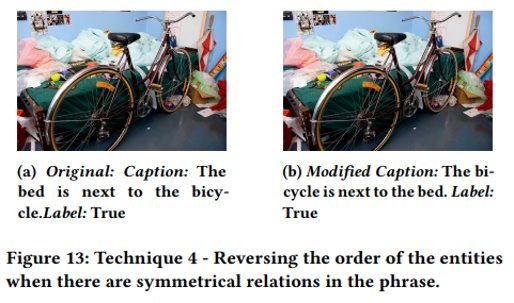 (a) Original: Caption: The
bed is next to the bicy-
cle.Label: True
(b) Modified Caption: The bi-
cycle is next to the bed. Label:
True
Figure 13: Technique 4 - Reversing the order of the entities
when there are symmetrical relations in the phrase.